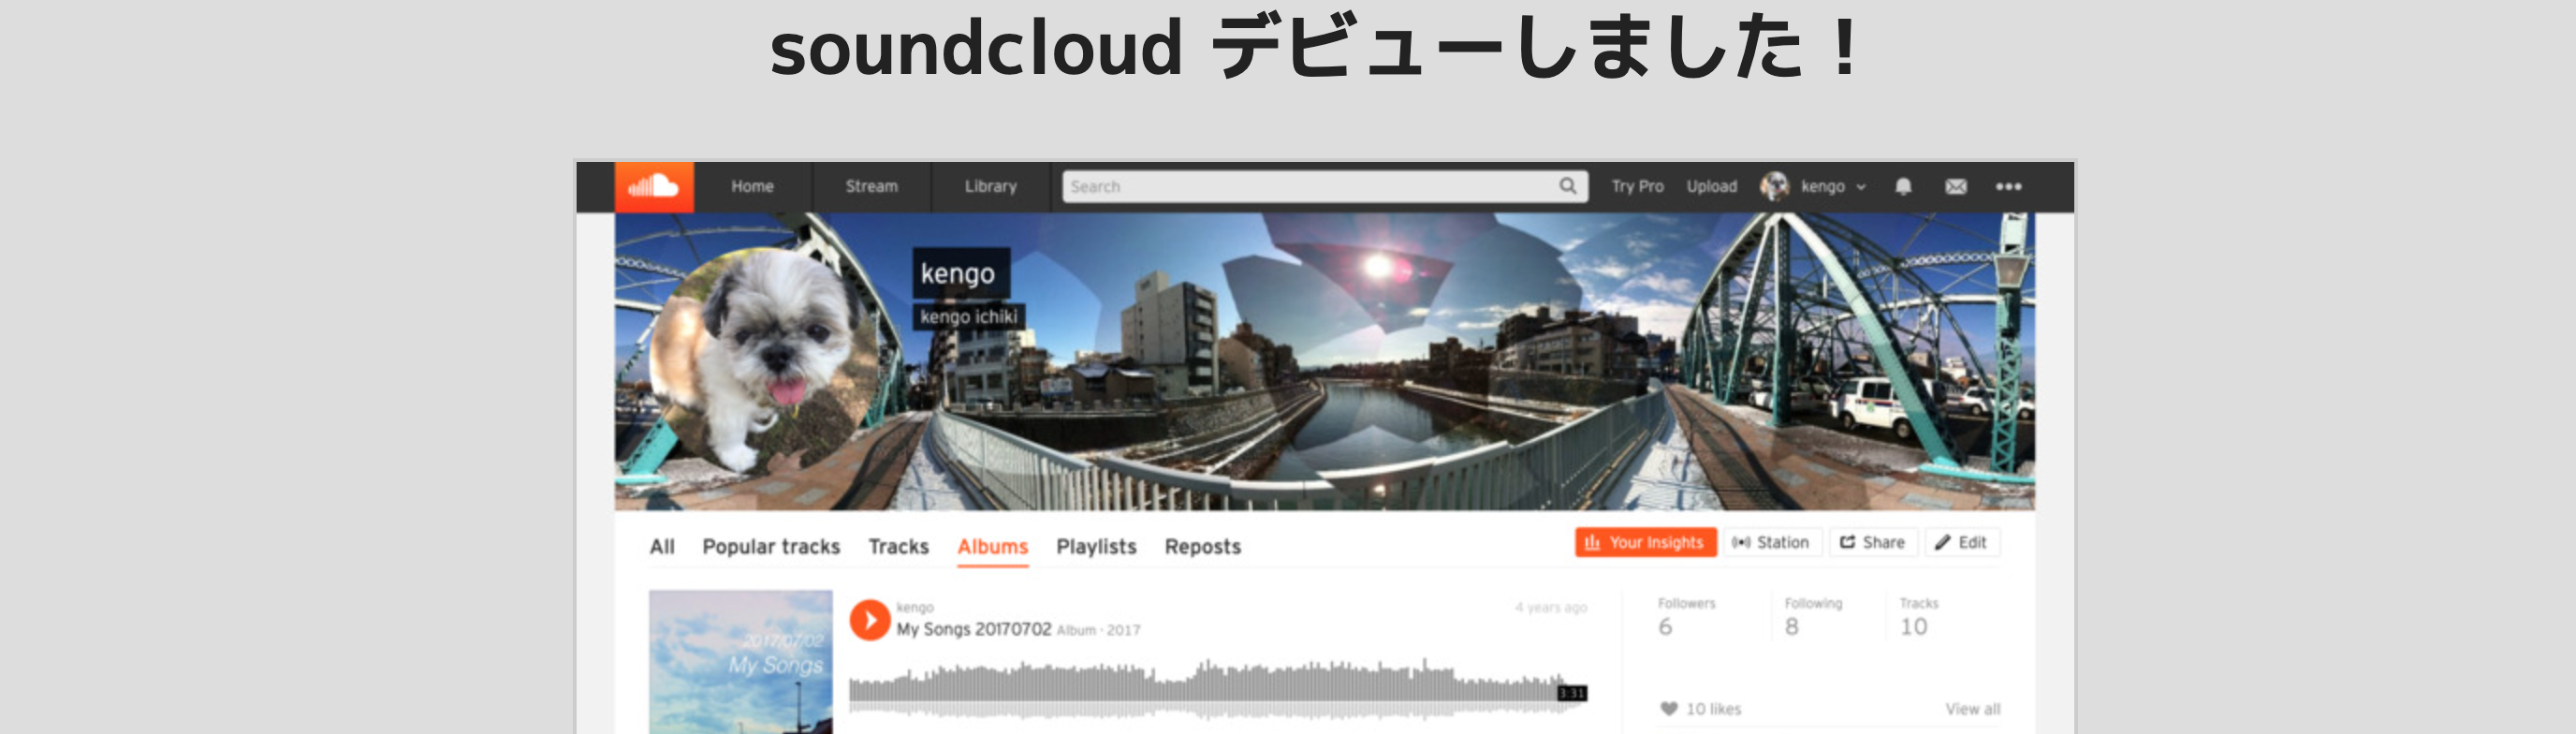 soundcloud デビューしました！
Home Stream Library Search Try Pro Upload kengo
kengo
kengo ichiki
All Popular tracks Tracks Albums Playlists Reposts Your Insights Station Share Edit
2017/07/02
My Songs
kengo 4 years ago
My Songs 20170702 Album · 2017
3:31
Followers Following Tracks
6 8 10
10 likes View all